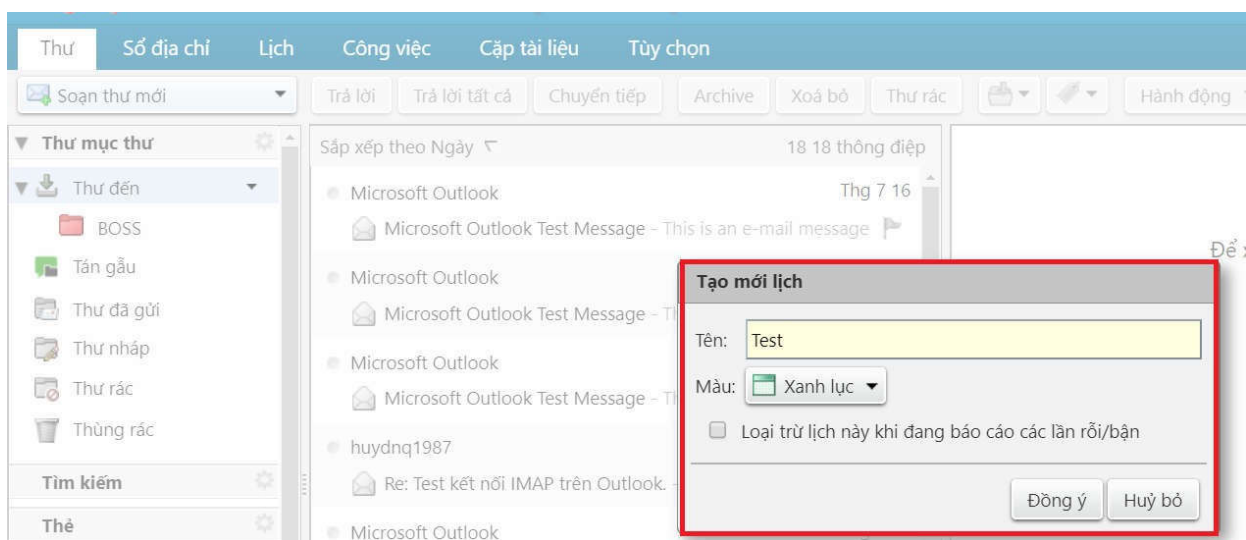 Thư Sổ địa chỉ Lịch Công việc Cặp tài liệu Tùy chọn
Soạn thư mới Trả lời Trả lời tất cả Chuyển tiếp Archive Xoá bỏ Thư rác Hành động
Thư mục thư
Thư đến
BOSS
Tán gẫu
Thư đã gửi
Thư nháp
Thư rác
Thùng rác
Tìm kiếm
Thẻ
Sắp xếp theo Ngày 18 18 thông điệp
Microsoft Outlook Thg 7 16
Microsoft Outlook Test Message - This is an e-mail message
Microsoft Outlook
Microsoft Outlook Test Message -
Microsoft Outlook
Microsoft Outlook Test Message -
huydnq1987
Re: Test kết nối IMAP trên Outlook. -
Microsoft Outlook
Để
Tạo mới lịch
Tên: Test
Màu: Xanh lục
Loại trừ lịch này khi đang báo cáo các lần rỗi/bận
Đồng ý Huỷ bỏ